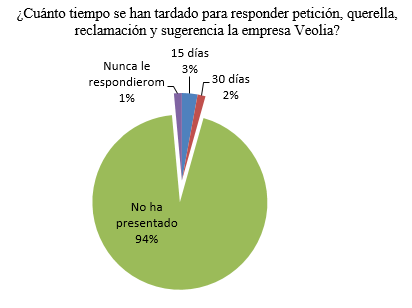 ¿Cuánto tiempo se han tardado para responder petición, querella,
reclamación y sugerencia la empresa Veolia?
15 días
3%
Nunca le
respondierom
1%
30 días
2%
No ha
presentado
94%